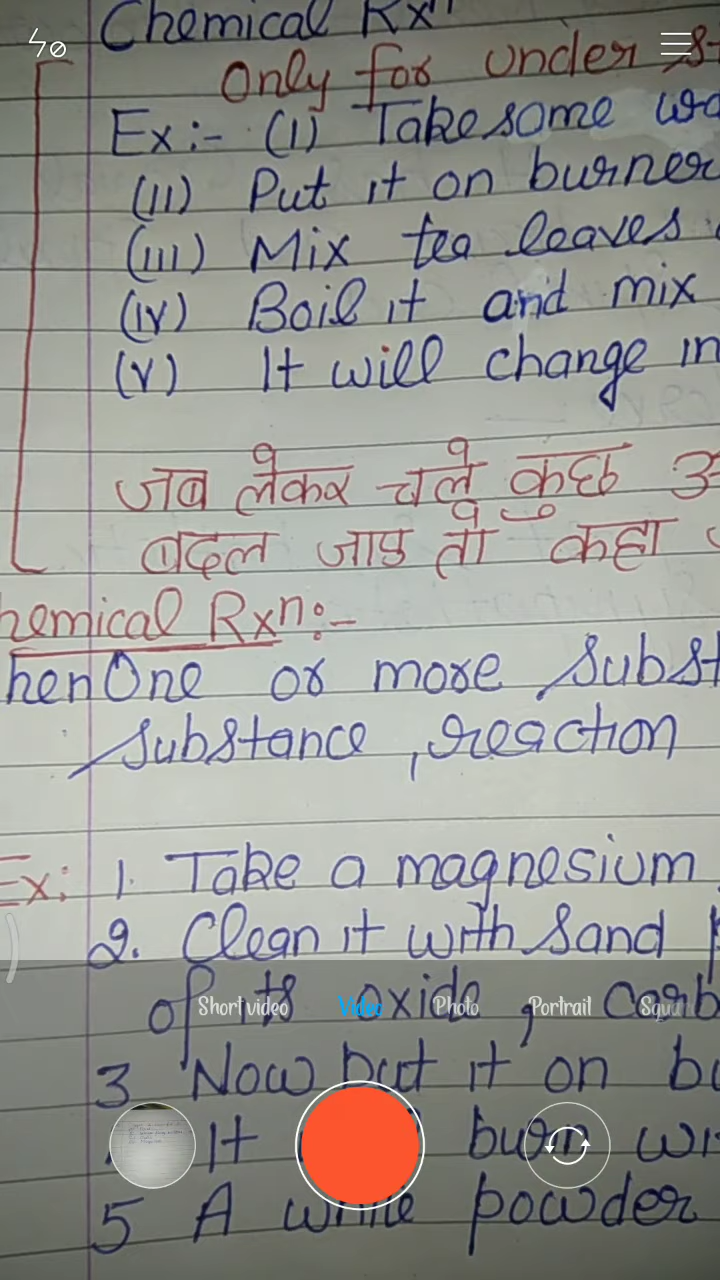 Chemical Rxn
Only for under
Ex:- (I) Take some
(II) Put it on burner
(III) Mix tea leaves
(IV) Boil it and mix
(V) It will change in
जब लेकर चले कुछ
बदल जाए तो कहा
hemical Rxn:-
hen One or more Subst
Substance, reaction
Ex: 1. Take a magnesium
2. Clean it with Sand
of its oxide, carb
Short video Video Photo Portrait Squar
3 Now put it on bu
It burn wi
5 A white powder